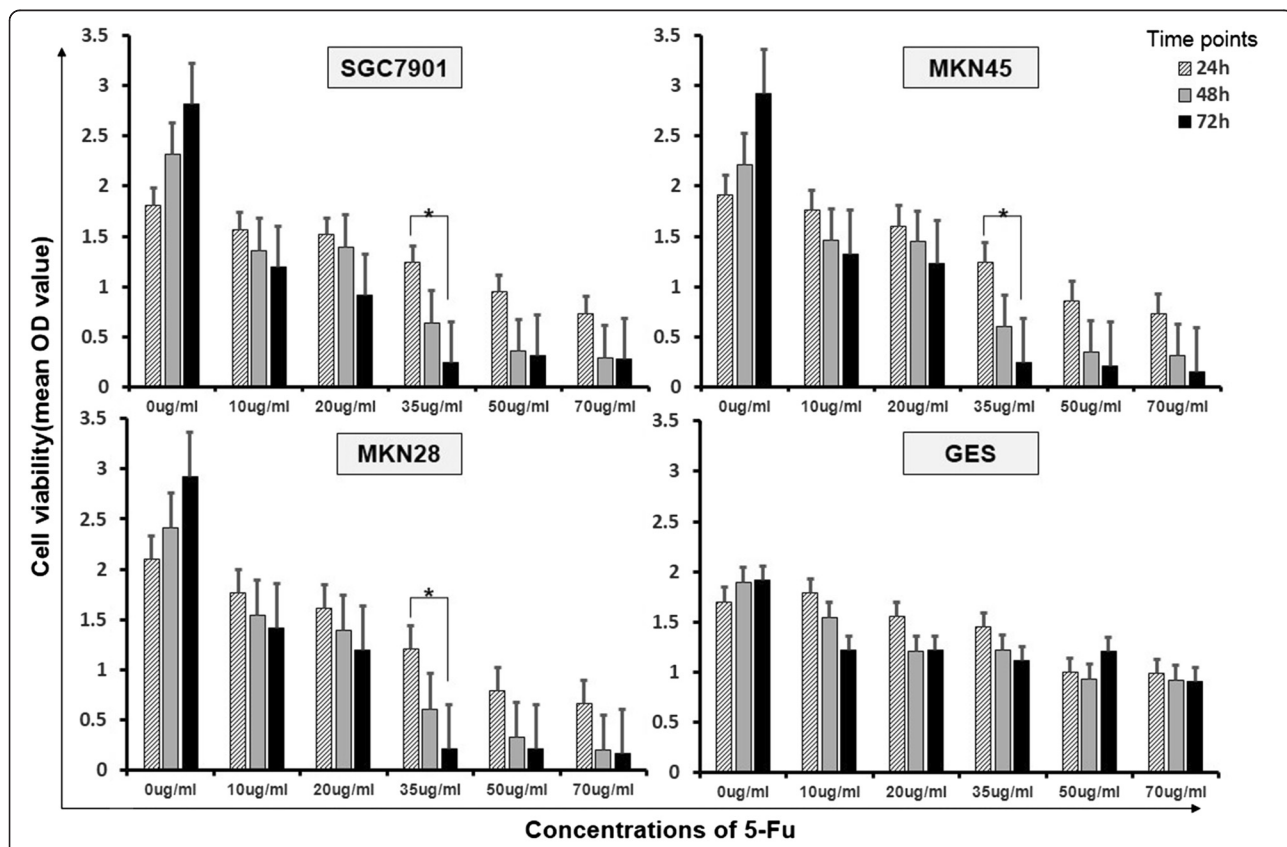 Cell viability(mean OD value)
SGC7901
3.5
3
2.5
2
1.5
1
0.5
0
*
0ug/ml 10ug/ml 20ug/ml 35ug/ml 50ug/ml 70ug/ml
MKN45
3.5
3
2.5
2
1.5
1
0.5
0
*
0ug/ml 10ug/ml 20ug/ml 35ug/ml 50ug/ml 70ug/ml
Time points
24h
48h
72h
MKN28
3.5
3
2.5
2
1.5
1
0.5
0
*
0ug/ml 10ug/ml 20ug/ml 35ug/ml 50ug/ml 70ug/ml
GES
3.5
3
2.5
2
1.5
1
0.5
0
0ug/ml 10ug/ml 20ug/ml 35ug/ml 50ug/ml 70ug/ml
Concentrations of 5-Fu